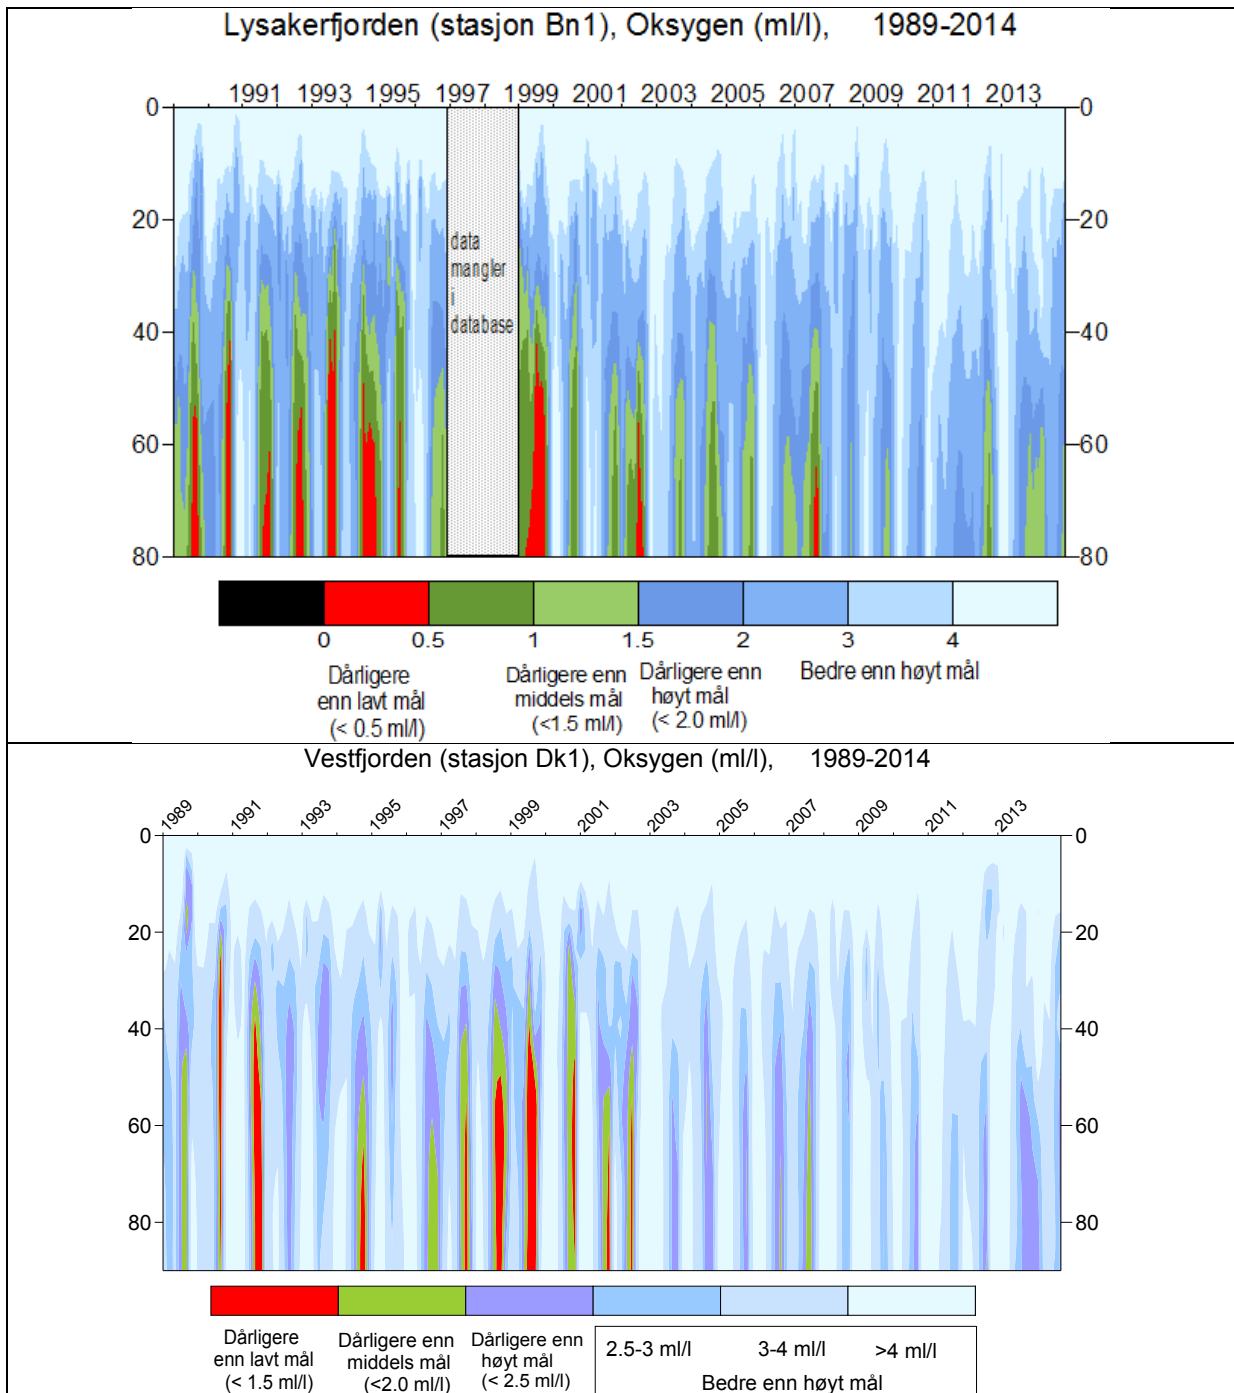 Lysakerfjorden (stasjon Bn1), Oksygen (ml/l), 1989-2014
1991 1993 1995 1997 1999 2001 2003 2005 2007 2009 2011 2013
0 0
20 20
data
mangler
i
database
40 40
60 60
80 80
0 0.5 1 1.5 2 3 4
Dårligere
enn lavt mål
(< 0.5 ml/l)
Dårligere enn
middels mål
(<1.5 ml/l)
Dårligere enn
høyt mål
(< 2.0 ml/l)
Bedre enn høyt mål
Vestfjorden (stasjon Dk1), Oksygen (ml/l), 1989-2014
1989 1991 1993 1995 1997 1999 2001 2003 2005 2007 2009 2011 2013
0 0
20 20
40 40
60 60
80 80
Dårligere
enn lavt mål
(< 1.5 ml/l)
Dårligere enn
middels mål
(<2.0 ml/l)
Dårligere enn
høyt mål
(< 2.5 ml/l)
2.5-3 ml/l 3-4 ml/l >4 ml/l
Bedre enn høyt mål